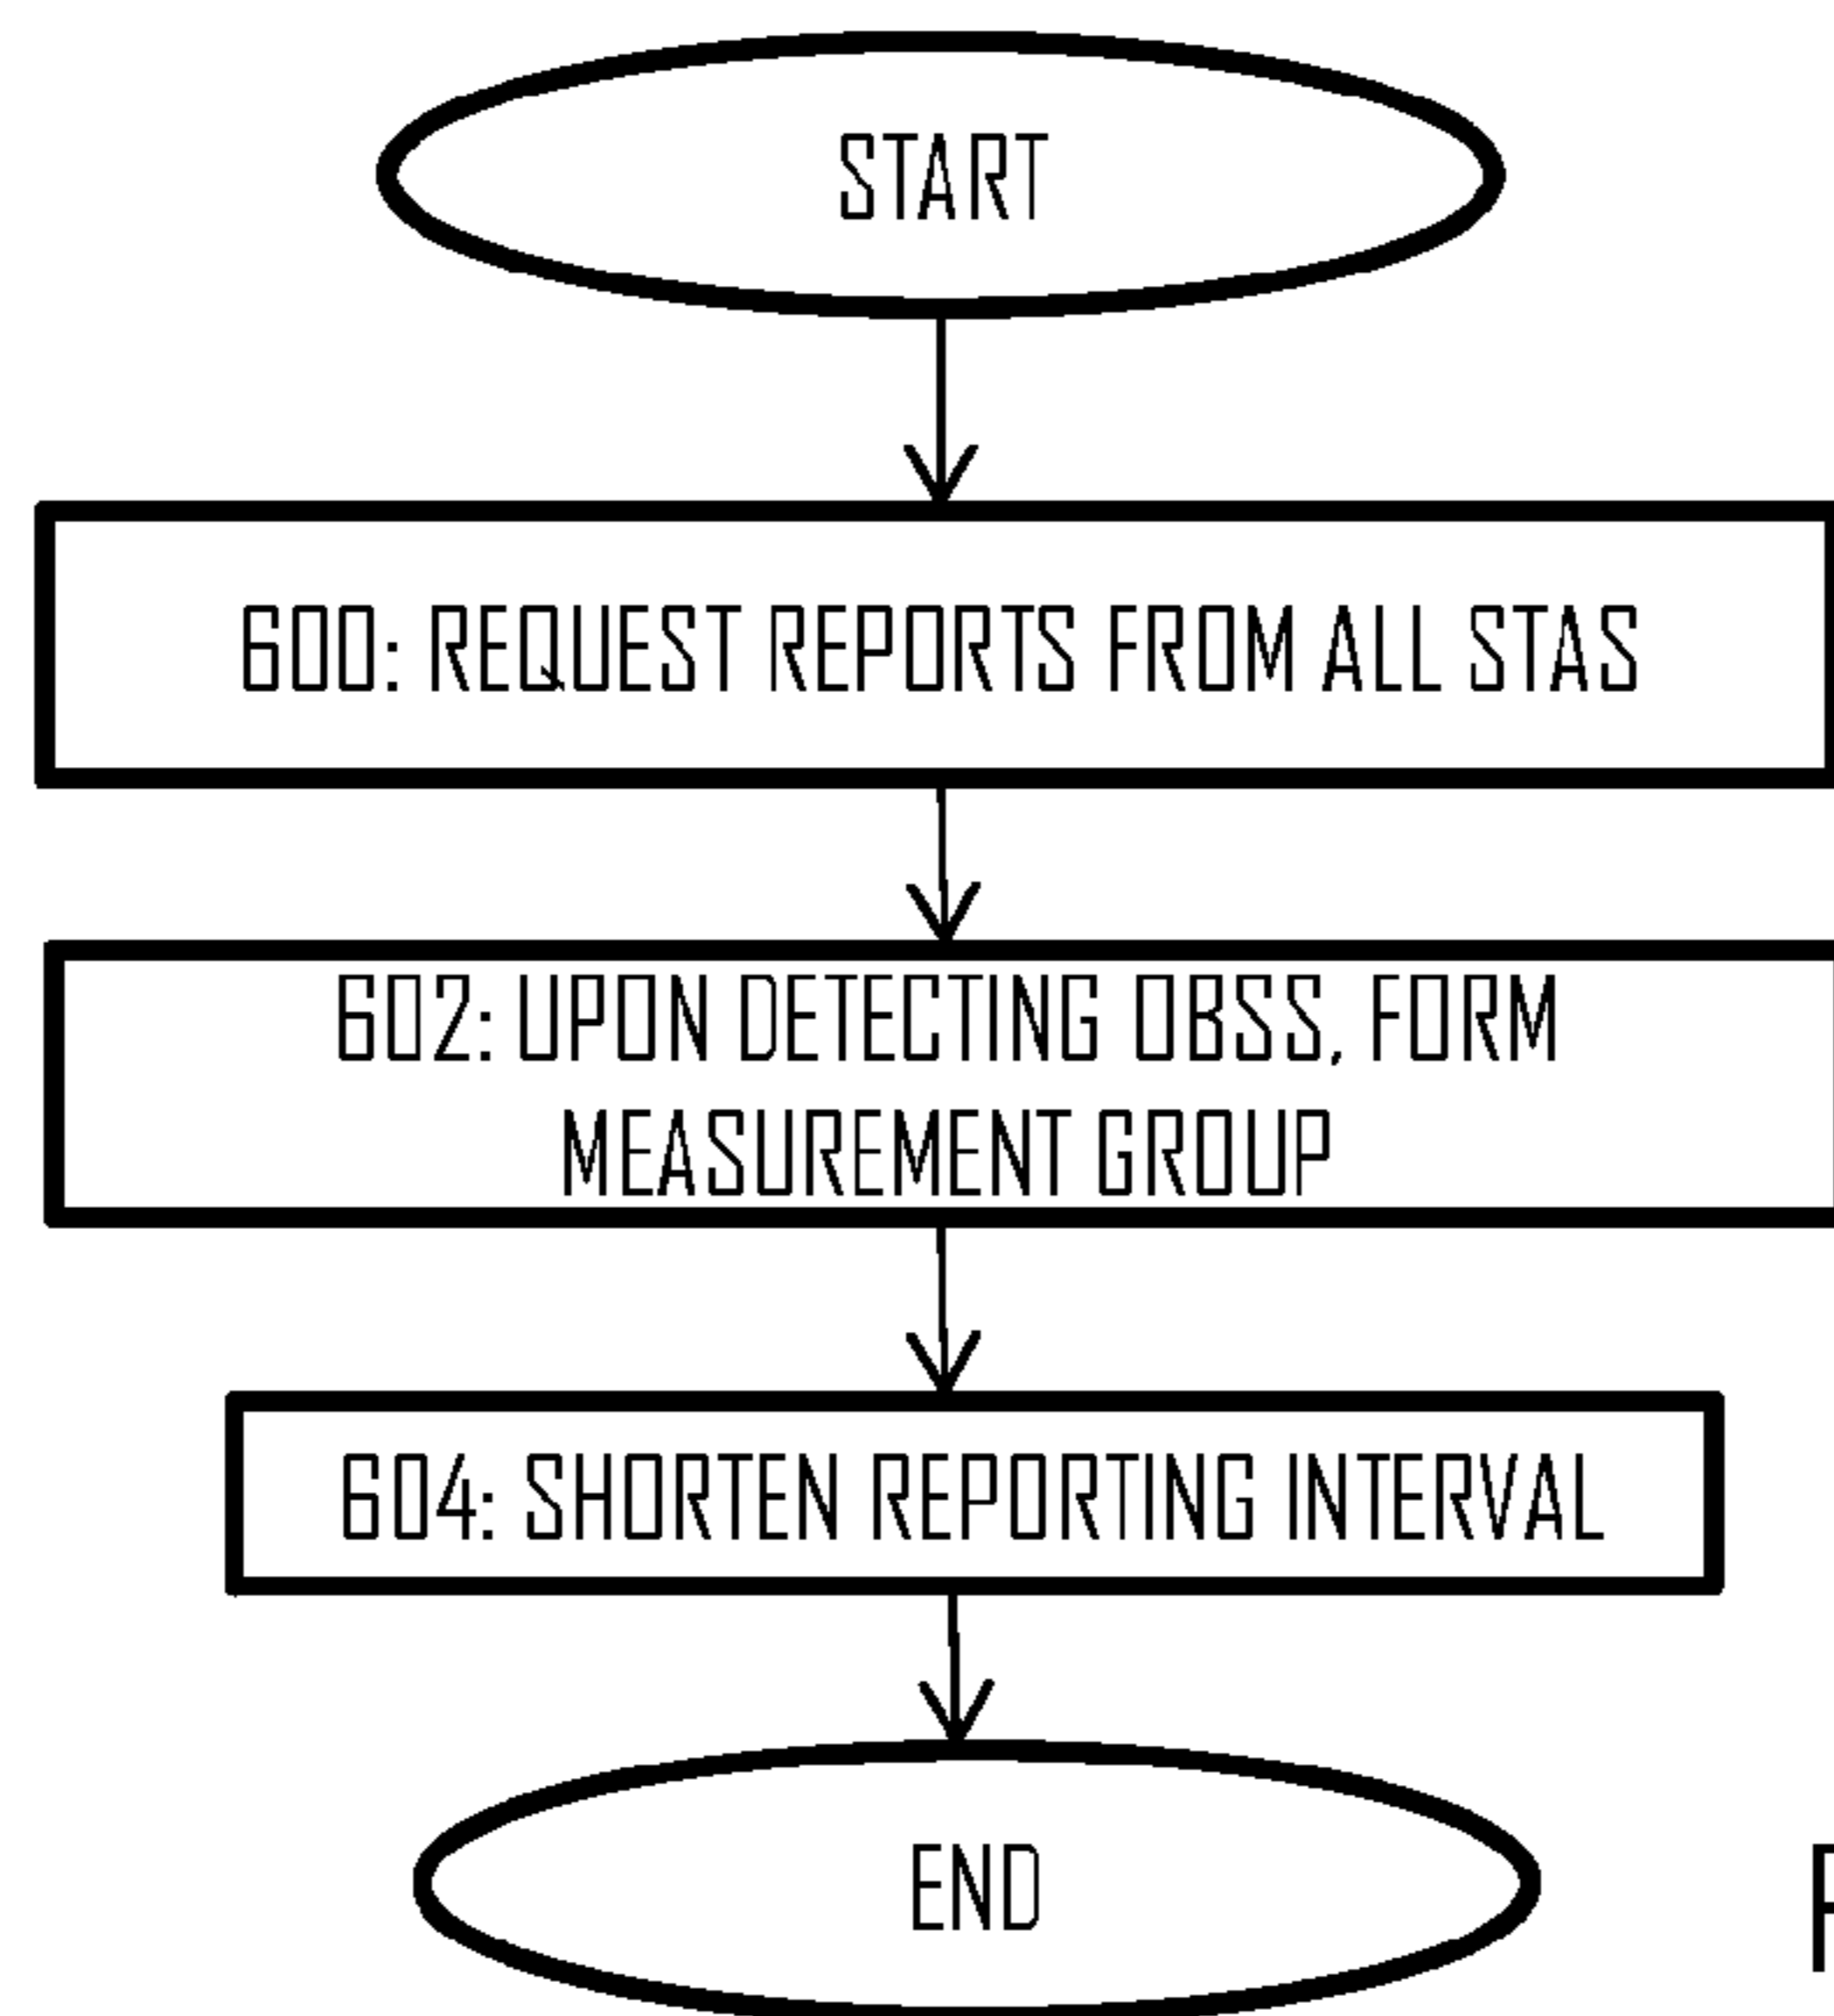 START
600: REQUEST REPORTS FROM ALL STAS
602: UPON DETECTING OBSS, FORM
MEASUREMENT GROUP
604: SHORTEN REPORTING INTERVAL
END